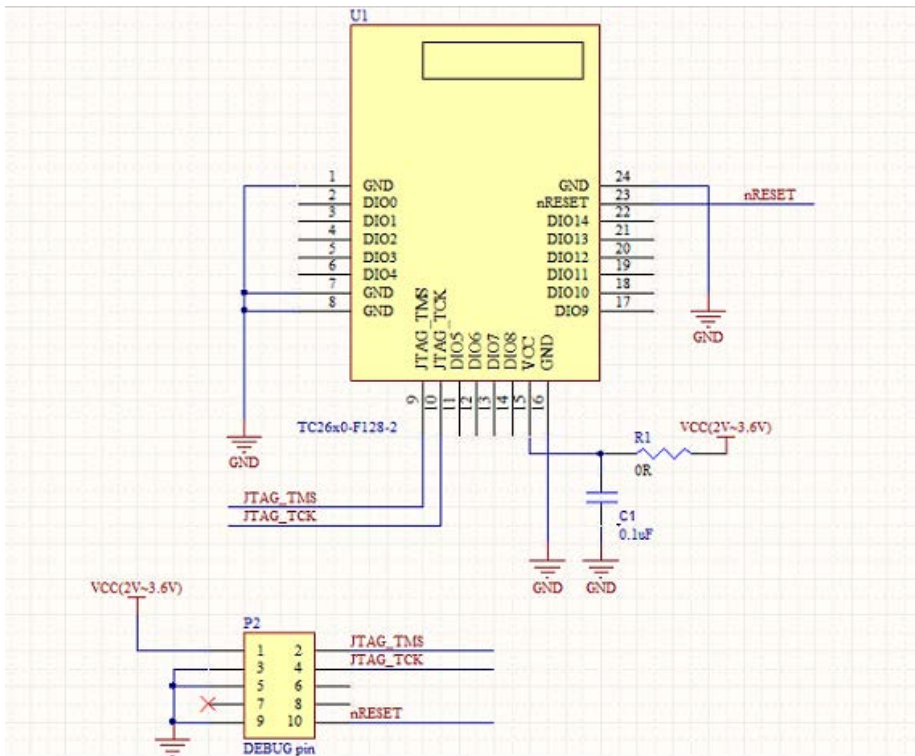 U1
1 GND
2 DIO0
3 DIO1
4 DIO2
5 DIO3
6 DIO4
7 GND
8 GND
GND 24
nRESET 23
DIO14 22
DIO13 21
DIO12 20
DIO11 19
DIO10 18
DIO9 17
nRESET
GND
JTAG_TMS 9
JTAG_TCK 10
DIO5 11
DIO6 12
DIO7 13
DIO8 14
VCC 15
GND 16
TC26x0-F128-2
GND
R1
0R
VCC(2V~3.6V)
C1
0.1uF
GND
GND
JTAG_TMS
JTAG_TCK
VCC(2V~3.6V)
P2
1 2 JTAG_TMS
3 4 JTAG_TCK
5 6
7 8
9 10 nRESET
DEBUG pin